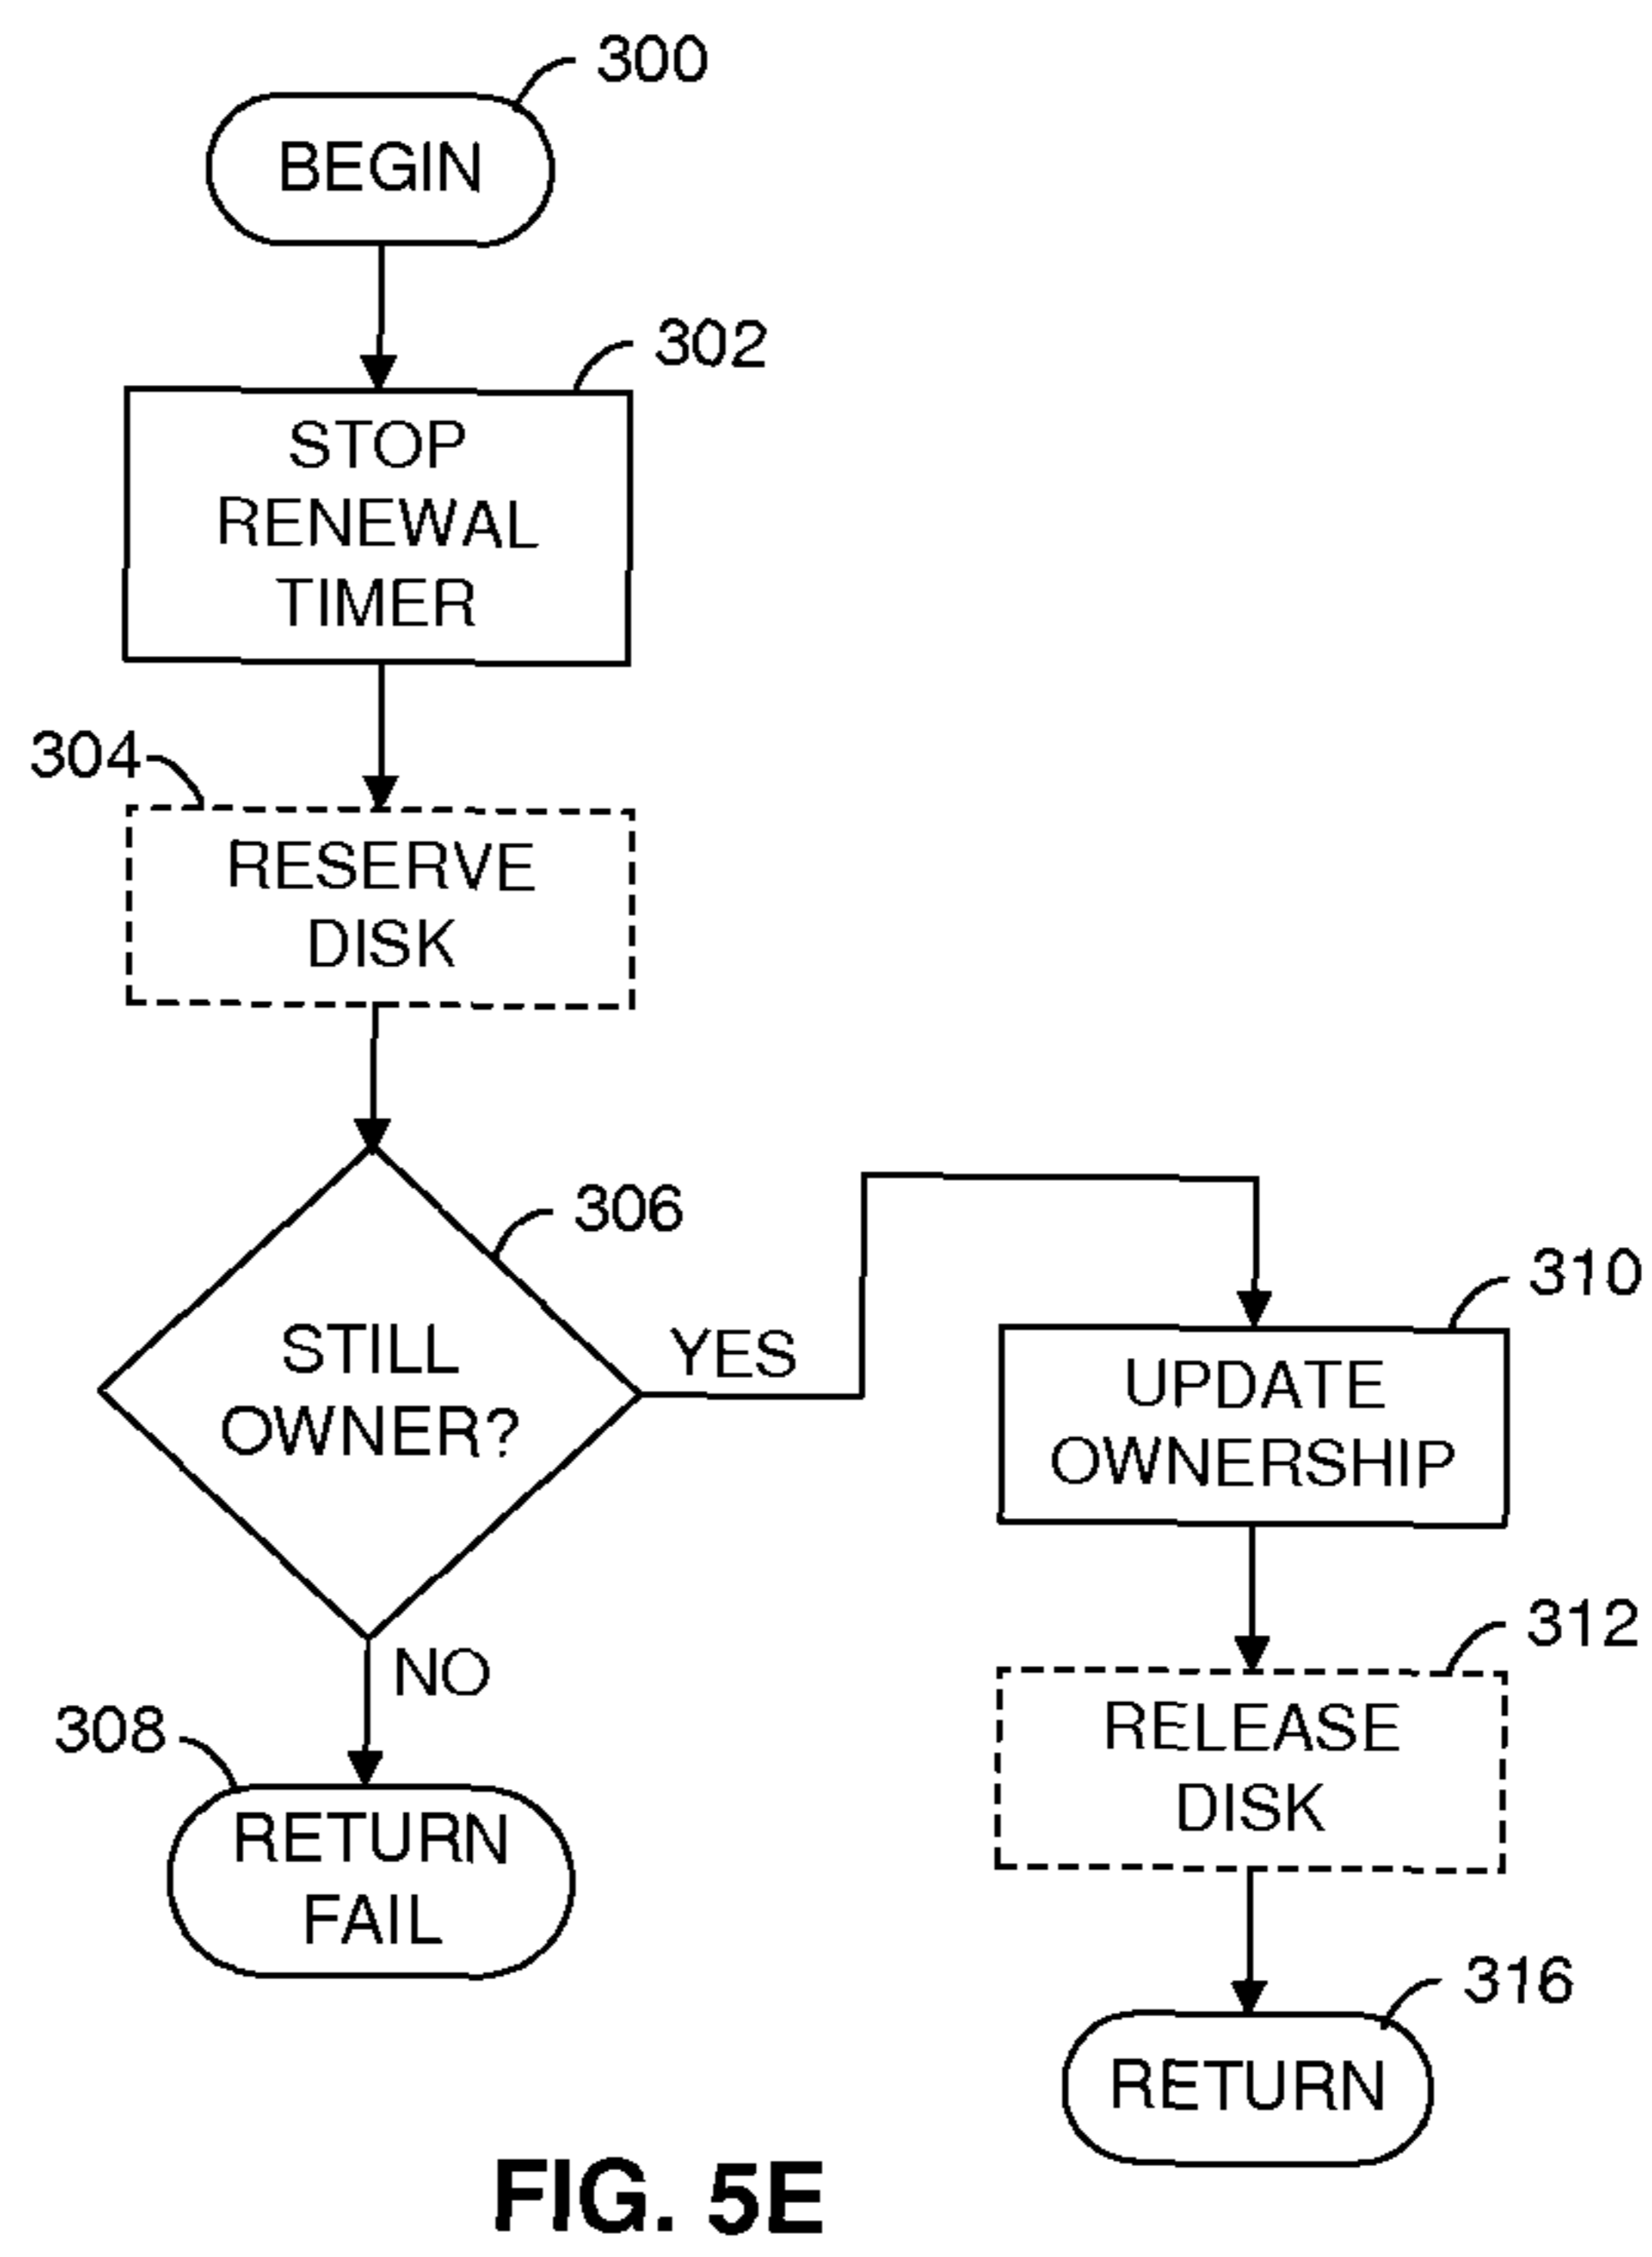 300
BEGIN
302
STOP
RENEWAL
TIMER
304
RESERVE
DISK
306
STILL
OWNER?
YES
NO
308
RETURN
FAIL
310
UPDATE
OWNERSHIP
312
RELEASE
DISK
316
RETURN
FIG. 5E